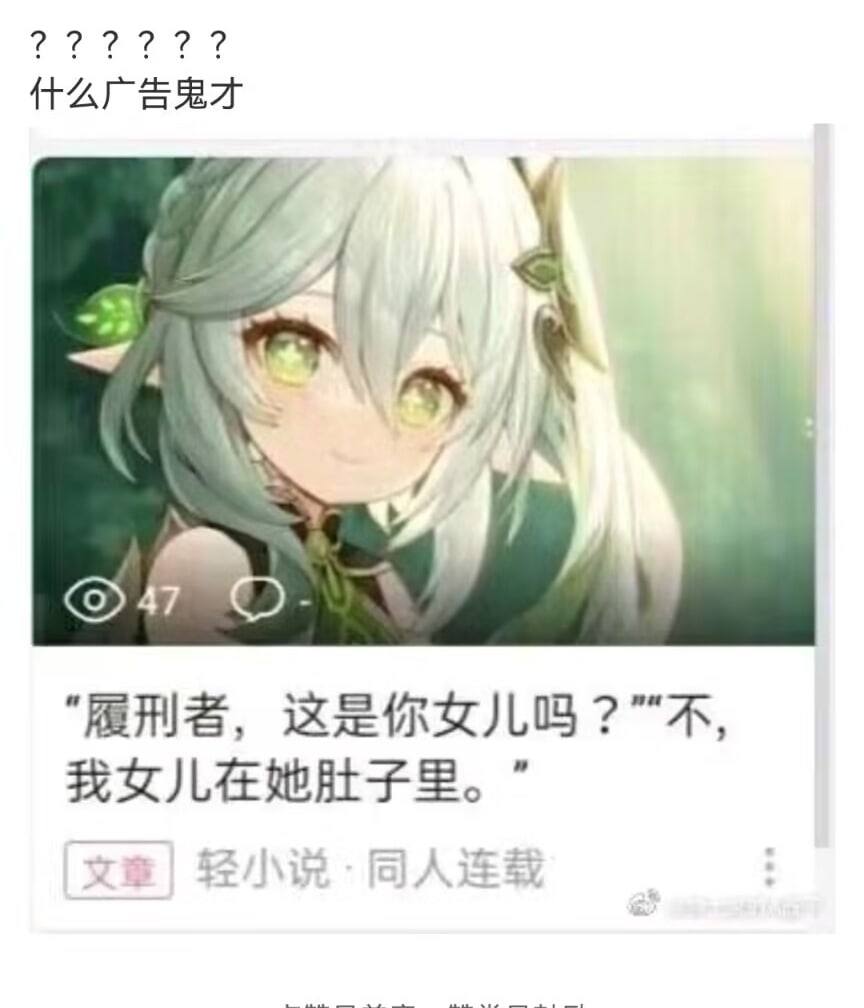 ？？？？？？
什么广告鬼才
47 -
“履刑者，这是你女儿吗？”“不，
我女儿在她肚子里。”
文章 轻小说·同人连载